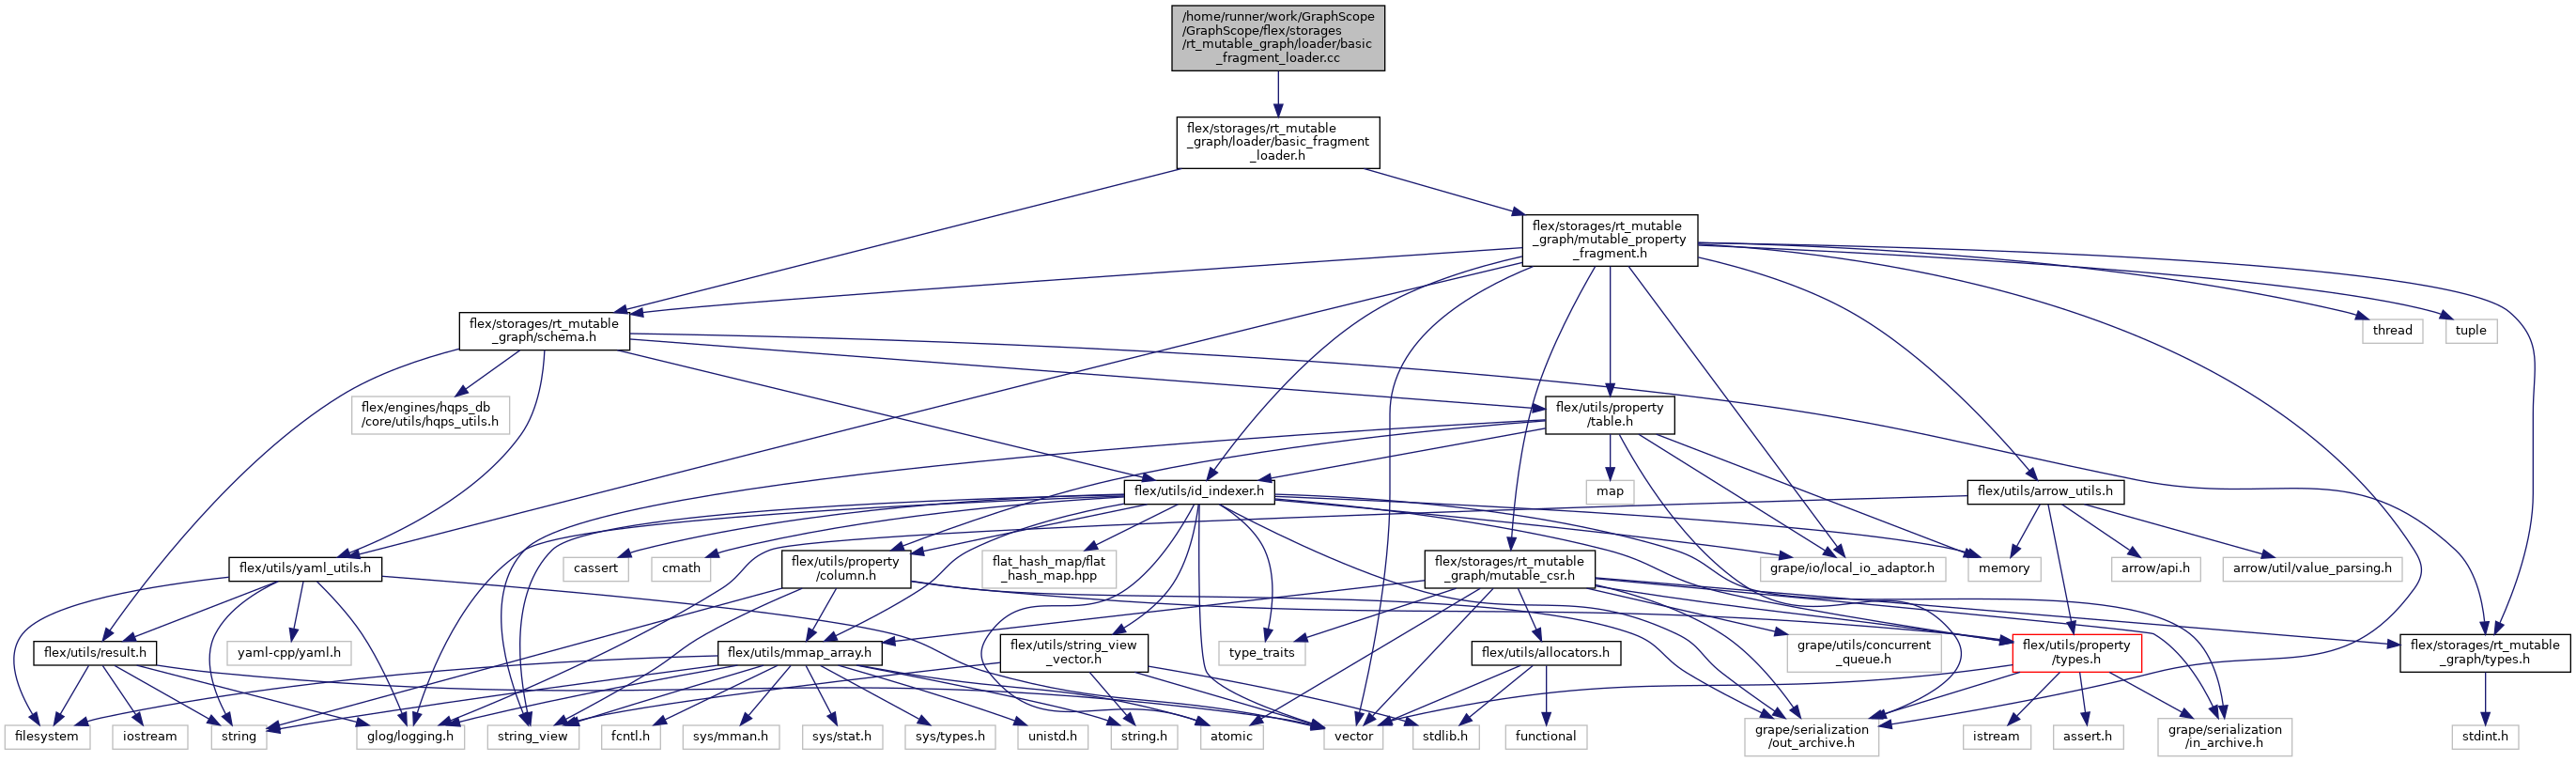 /home/runner/work/GraphScope
/GraphScope/flex/storages
/rt_mutable_graph/loader/basic
_fragment_loader.cc
flex/storages/rt_mutable
_graph/loader/basic_fragment
_loader.h
flex/storages/rt_mutable
_graph/mutable_property
_fragment.h
flex/storages/rt_mutable
_graph/schema.h
thread
tuple
flex/engines/hqps_db
/core/utils/hqps_utils.h
flex/utils/property
/table.h
flex/utils/id_indexer.h
map
flex/utils/arrow_utils.h
flex/utils/yaml_utils.h
cassert
cmath
flex/utils/property
/column.h
flat_hash_map/flat
_hash_map.hpp
flex/storages/rt_mutable
_graph/mutable_csr.h
grape/io/local_io_adaptor.h
memory
arrow/api.h
arrow/util/value_parsing.h
flex/utils/result.h
yaml-cpp/yaml.h
flex/utils/mmap_array.h
flex/utils/string_view
_vector.h
type_traits
flex/utils/allocators.h
grape/utils/concurrent
_queue.h
flex/utils/property
/types.h
flex/storages/rt_mutable
_graph/types.h
filesystem
iostream
string
glog/logging.h
string_view
fcntl.h
sys/mman.h
sys/stat.h
sys/types.h
unistd.h
string.h
atomic
vector
stdlib.h
functional
grape/serialization
/out_archive.h
istream
assert.h
grape/serialization
/in_archive.h
stdint.h